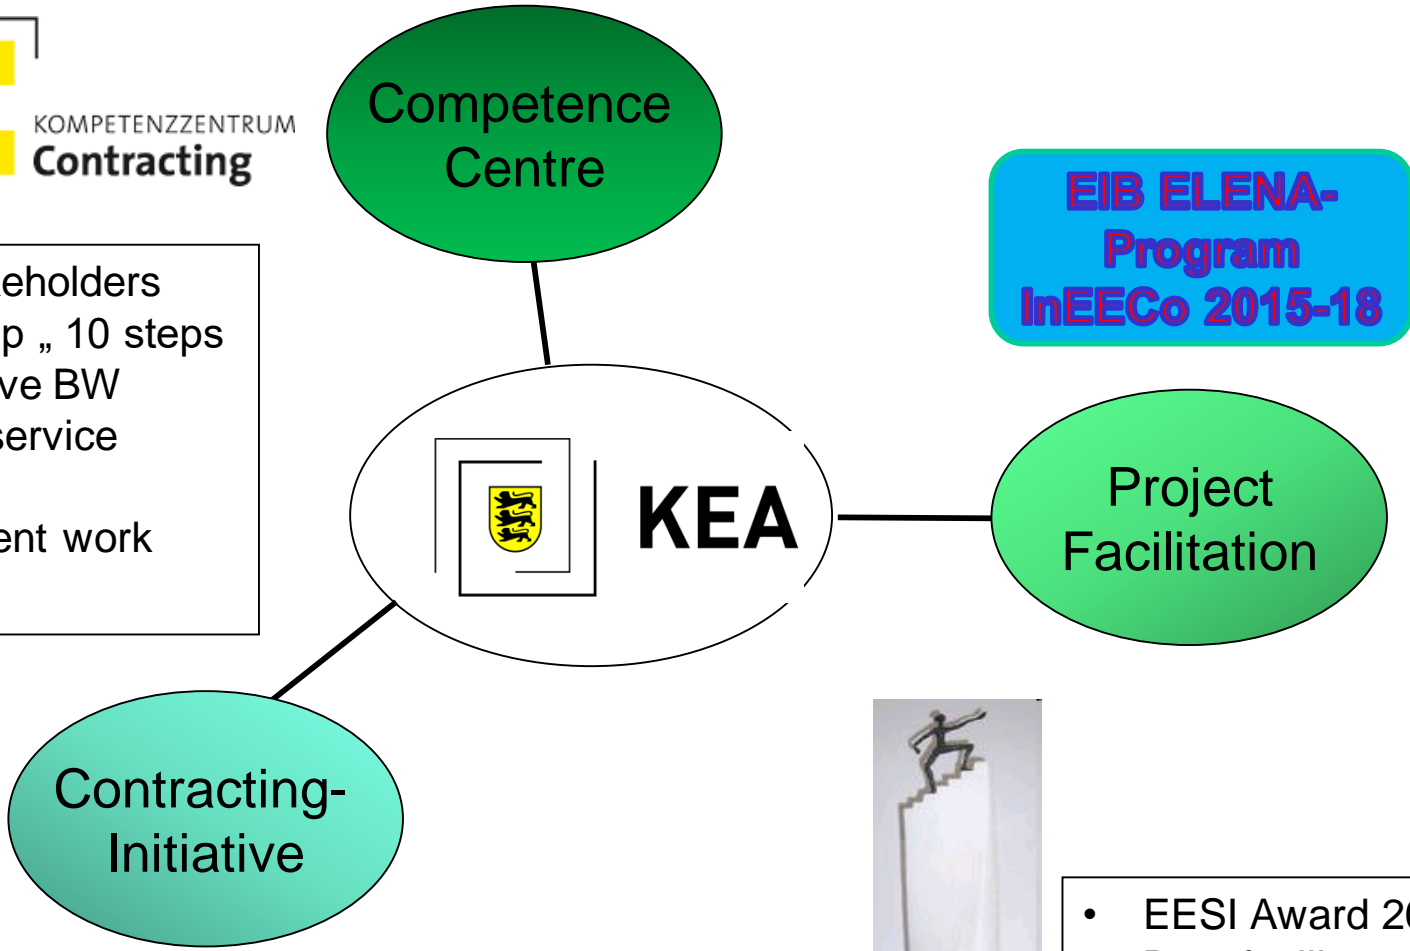 KOMPETENZZENTRUM
Contracting
Competence
Centre
EIB ELENA-
Program
InEECo 2015-18
eholders
p „ 10 steps
ve BW
service
ent work
KEA
Project
Facilitation
Contracting-
Initiative
• EESI Award 20